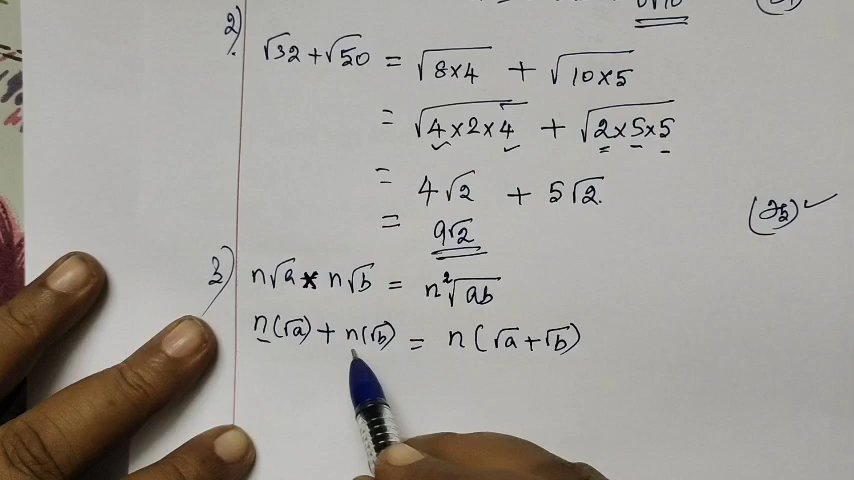 2) √32 + √50 = √8×4 + √10×5
= √4×2×4 + √2×5×5
= 4√2 + 5√2.
= 9√2
3) n√a * n√b = n²√ab
n(√a) + n(√b) = n(√a + √b)